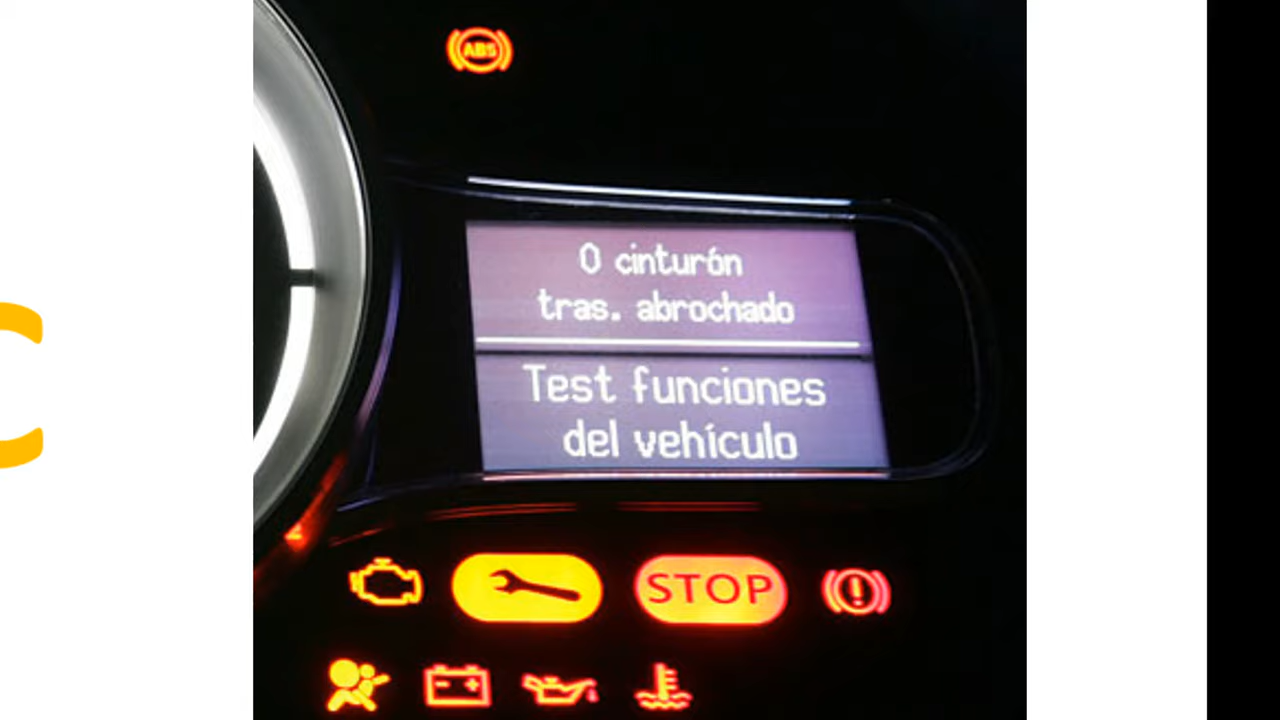 ABS
0 cinturón
tras. abrochado
Test funciones
del vehículo
STOP